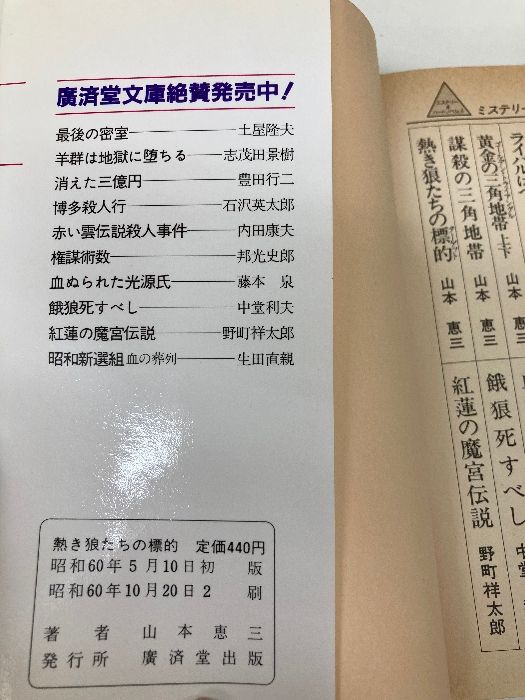 廣済堂文庫絶賛発売中!
最後の密室――土屋隆夫
羊群は地獄に堕ちる――志茂田景樹
消えた三億円――豊田行二
博多殺人行――石沢英太郎
赤い雲伝説殺人事件――内田康夫
権謀術数――邦光史郎
血ぬられた光源氏――藤本 泉
餓狼死すべし――中堂利夫
紅蓮の魔宮伝説――野町祥太郎
昭和新選組血の葬列――生田直親
熱き狼たちの標的 定価440円
昭和60年5月10日初 版
昭和60年10月20日2 刷
著者 山本恵三
発行所 廣済堂出版
ミステリー
黄金の三角地帯 上・下 山本恵三
謀殺の三角地帯 山本恵三
熱き狼たちの標的 山本恵三
餓狼死すべし 中堂
紅蓮の魔宮伝説 野町祥太郎